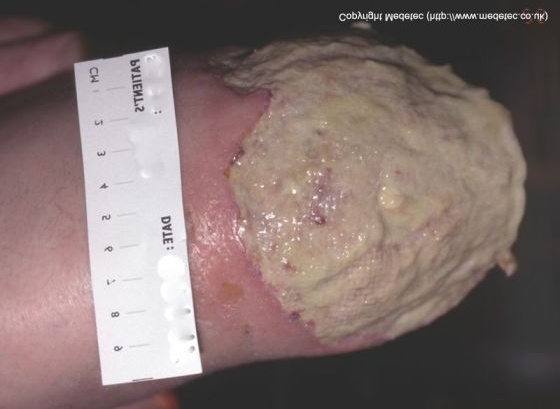 Copyright Medetec (http://www.medetec.co.uk)
CM 1 2 3 4 5 6 7 8 9
PATIENT'S :
DATE: